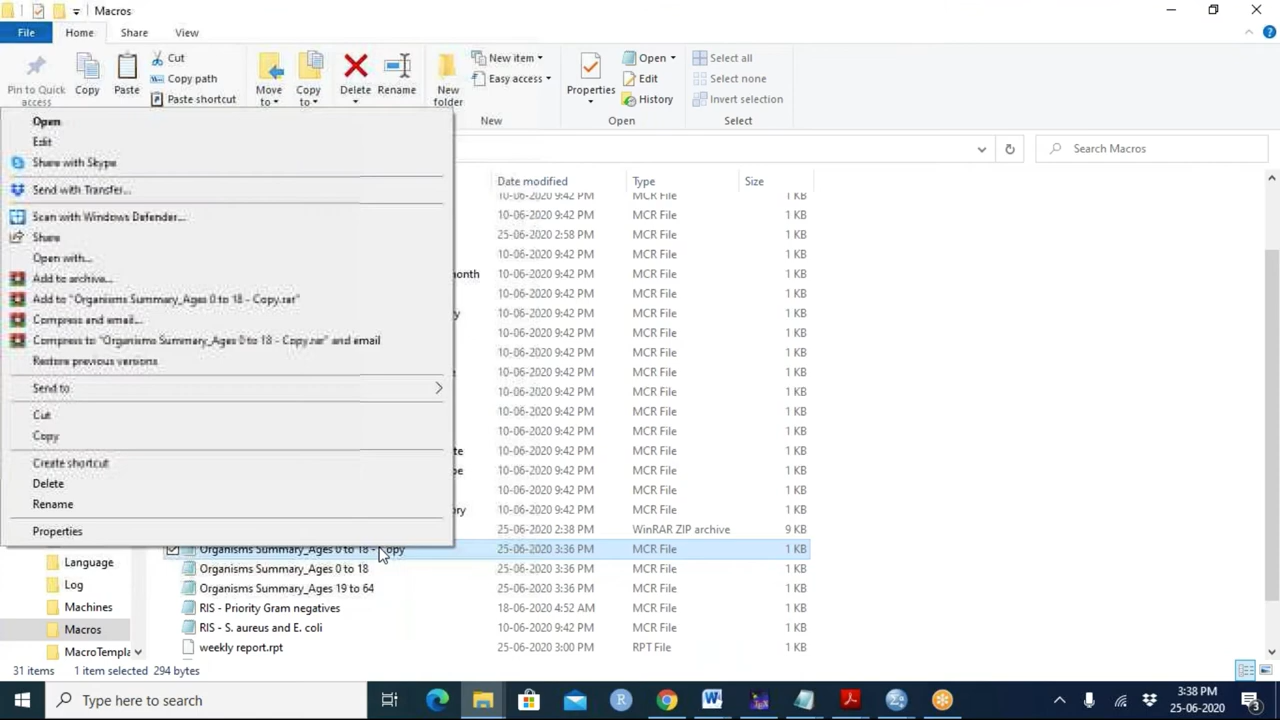 Macros
File Home Share View
Pin to Quick access
Copy
Paste
Cut
Copy path
Paste shortcut
Move to
Copy to
Delete
Rename
New folder
New item
Easy access
New
Properties
Open
Edit
History
Open
Select all
Select none
Invert selection
Select
Search Macros
Open
Edit
Share with Skype
Send with Transfer...
Scan with Windows Defender...
Share
Open with...
Add to archive...
Add to "Organisms Summary_Ages 0 to 18 - Copy.rar"
Compress and email...
Compress to "Organisms Summary_Ages 0 to 18 - Copy.rar" and email
Restore previous versions
Send to
Cut
Copy
Create shortcut
Delete
Rename
Properties
Date modified Type Size
10-06-2020 9:42 PM MCR File 1 KB
10-06-2020 9:42 PM MCR File 1 KB
25-06-2020 2:58 PM MCR File 1 KB
10-06-2020 9:42 PM MCR File 1 KB
10-06-2020 9:42 PM MCR File 1 KB
10-06-2020 9:42 PM MCR File 1 KB
10-06-2020 9:42 PM MCR File 1 KB
10-06-2020 9:42 PM MCR File 1 KB
10-06-2020 9:42 PM MCR File 1 KB
10-06-2020 9:42 PM MCR File 1 KB
10-06-2020 9:42 PM MCR File 1 KB
10-06-2020 9:42 PM MCR File 1 KB
10-06-2020 9:42 PM MCR File 1 KB
10-06-2020 9:42 PM MCR File 1 KB
10-06-2020 9:42 PM MCR File 1 KB
10-06-2020 9:42 PM MCR File 1 KB
10-06-2020 9:42 PM MCR File 1 KB
25-06-2020 2:38 PM WinRAR ZIP archive 9 KB
Organisms Summary_Ages 0 to 18 - Copy 25-06-2020 3:36 PM MCR File 1 KB
Organisms Summary_Ages 0 to 18 25-06-2020 3:36 PM MCR File 1 KB
Organisms Summary_Ages 19 to 64 25-06-2020 3:36 PM MCR File 1 KB
RIS - Priority Gram negatives 18-06-2020 4:52 AM MCR File 1 KB
RIS - S. aureus and E. coli 10-06-2020 9:42 PM MCR File 1 KB
weekly report.rpt 25-06-2020 3:00 PM RPT File 1 KB
Language
Log
Machines
Macros
MacroTempla
31 items 1 item selected 294 bytes
Type here to search
3:38 PM
25-06-2020
3